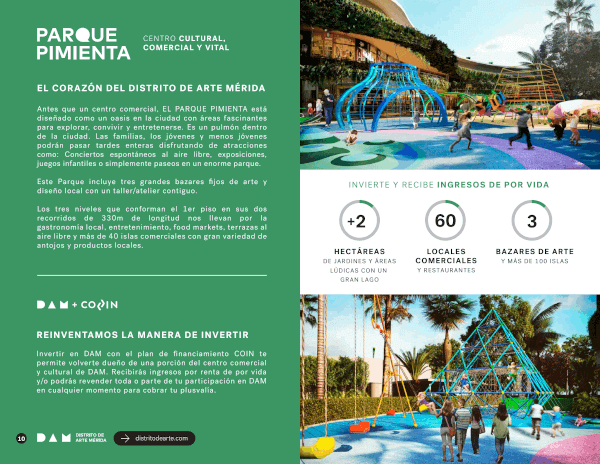 PARQUE
PIMIENTA
CENTRO CULTURAL,
COMERCIAL Y VITAL
EL CORAZÓN DEL DISTRITO DE ARTE MÉRIDA
Antes que un centro comercial, EL PARQUE PIMIENTA está
diseñado como un oasis en la ciudad con áreas fascinantes
para explorar, convivir y entretenerse. Es un pulmón dentro
de la ciudad. Las familias, los jóvenes y menos jóvenes
podrán pasar tardes enteras disfrutando de atracciones
como: Conciertos espontáneos al aire libre, exposiciones,
juegos infantiles o simplemente paseos en un enorme parque.
Este Parque incluye tres grandes bazares fijos de arte y
diseño local con un taller/atelier contiguo.
Los tres niveles que conforman el 1er piso en sus dos
recorridos de 330m de longitud nos llevan por la
gastronomía local, entretenimiento, food markets, terrazas al
aire libre y más de 40 islas comerciales con gran variedad de
antojos y productos locales.
DAM + COIN
REINVENTAMOS LA MANERA DE INVERTIR
Invertir en DAM con el plan de financiamiento COIN te
permite volverte dueño de una porción del centro comercial
y cultural de DAM. Recibirás ingresos por renta de por vida
y/o podrás revender toda o parte de tu participación en DAM
en cualquier momento para cobrar tu plusvalía.
10
DAM
DISTRITO DE
ARTE MÉRIDA
distritodearte.com
INVIERTE Y RECIBE INGRESOS DE POR VIDA
+2
HECTÁREAS
DE JARDINES Y ÁREAS
LÚDICAS CON UN
GRAN LAGO
60
LOCALES
COMERCIALES
Y RESTAURANTES
3
BAZARES DE ARTE
Y MÁS DE 100 ISLAS